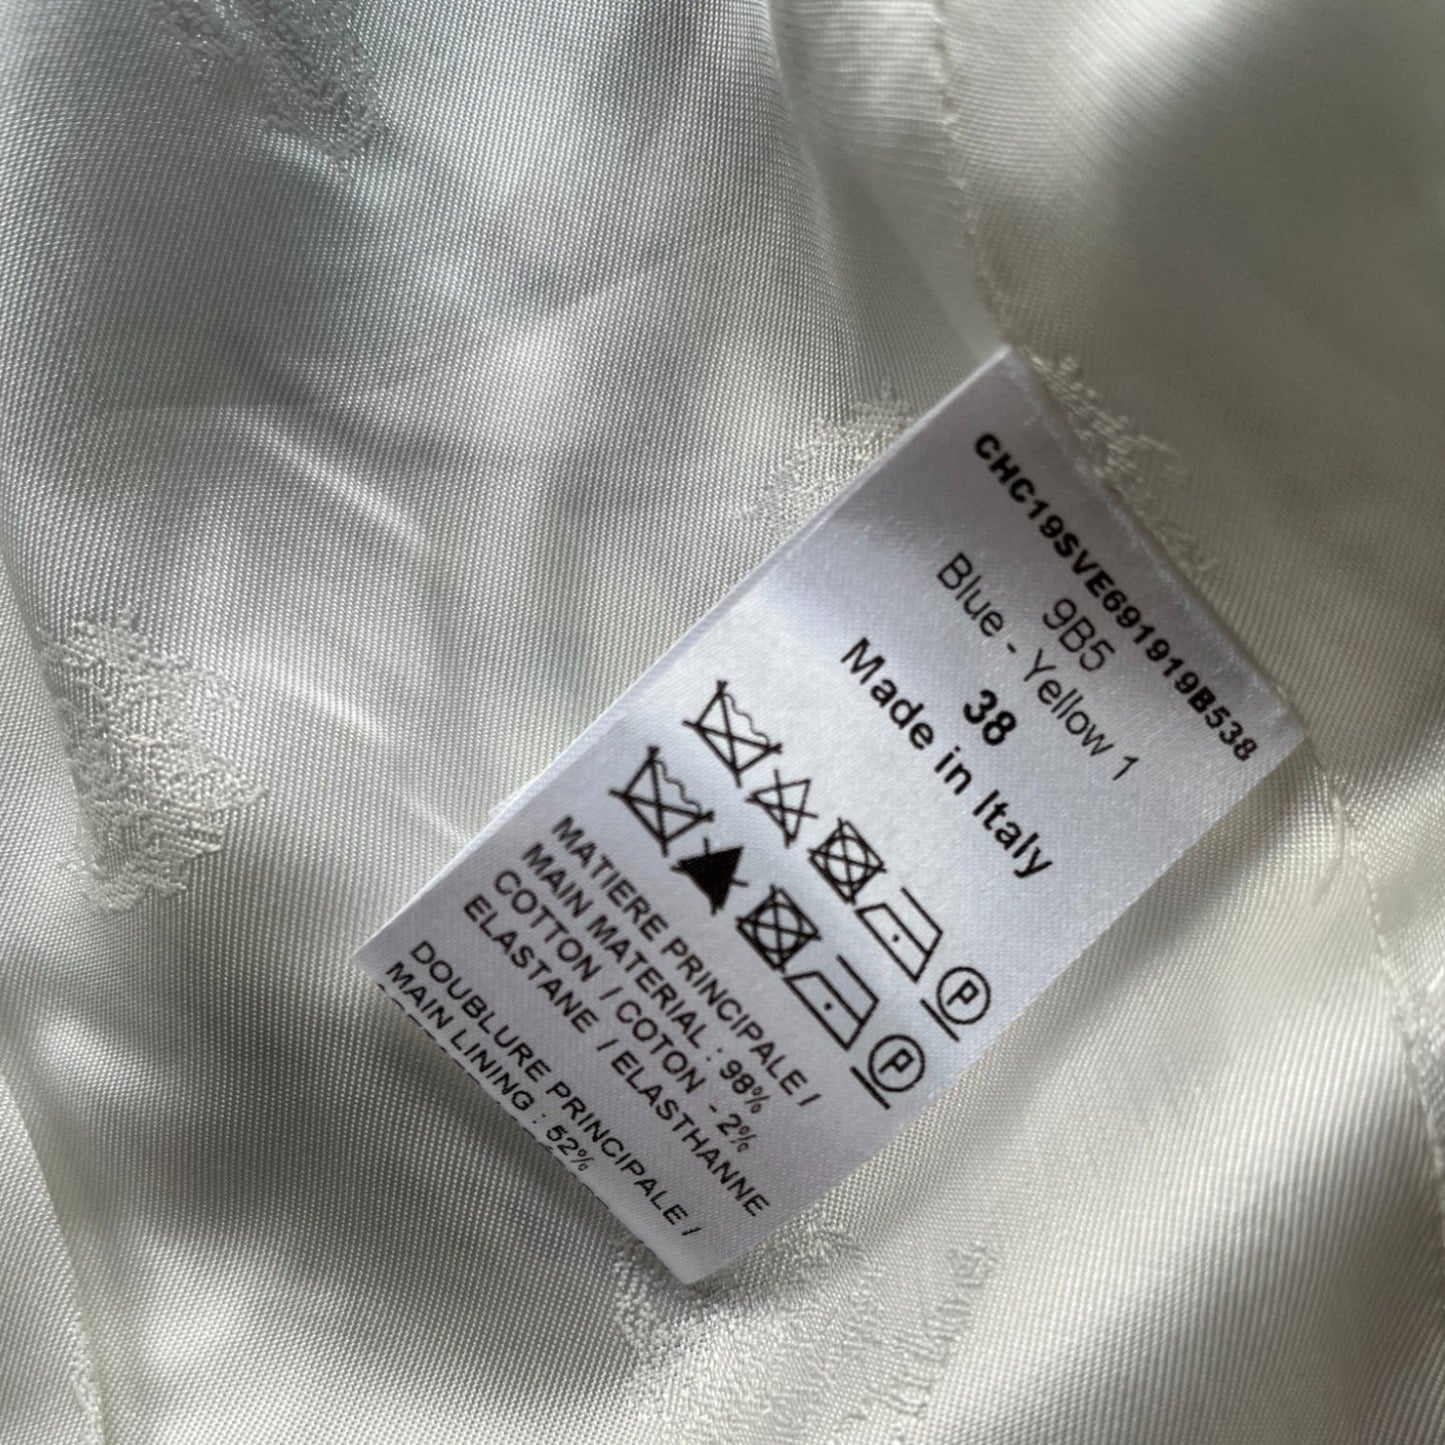 CHC19SVE691919B538
9B5
Blue - Yellow 1
38
Made in Italy
P
P
MATIERE PRINCIPALE /
MAIN MATERIAL : 98%
COTTON / COTON - 2%
ELASTANE / ELASTHANNE
DOUBLURE PRINCIPALE /
MAIN LINING : 52%